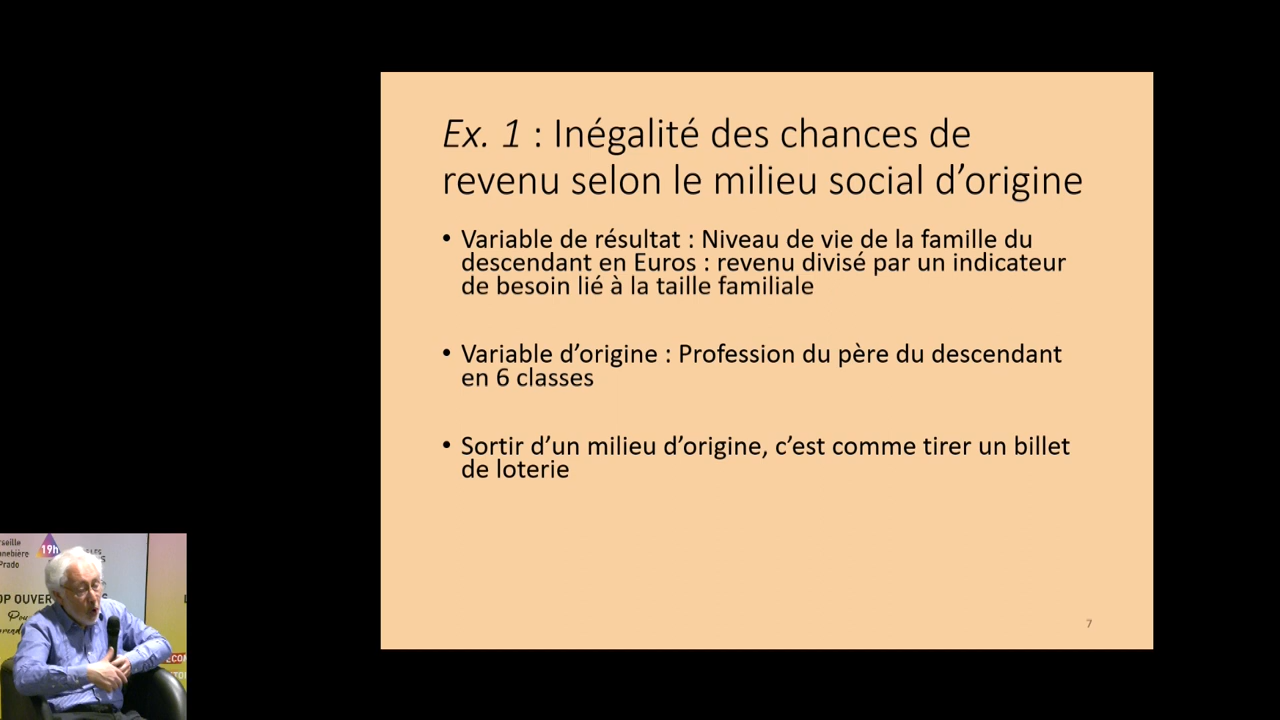 Ex. 1 : Inégalité des chances de
revenu selon le milieu social d’origine
• Variable de résultat : Niveau de vie de la famille du
descendant en Euros : revenu divisé par un indicateur
de besoin lié à la taille familiale
• Variable d’origine : Profession du père du descendant
en 6 classes
• Sortir d’un milieu d’origine, c’est comme tirer un billet
de loterie
7
19h
Prado